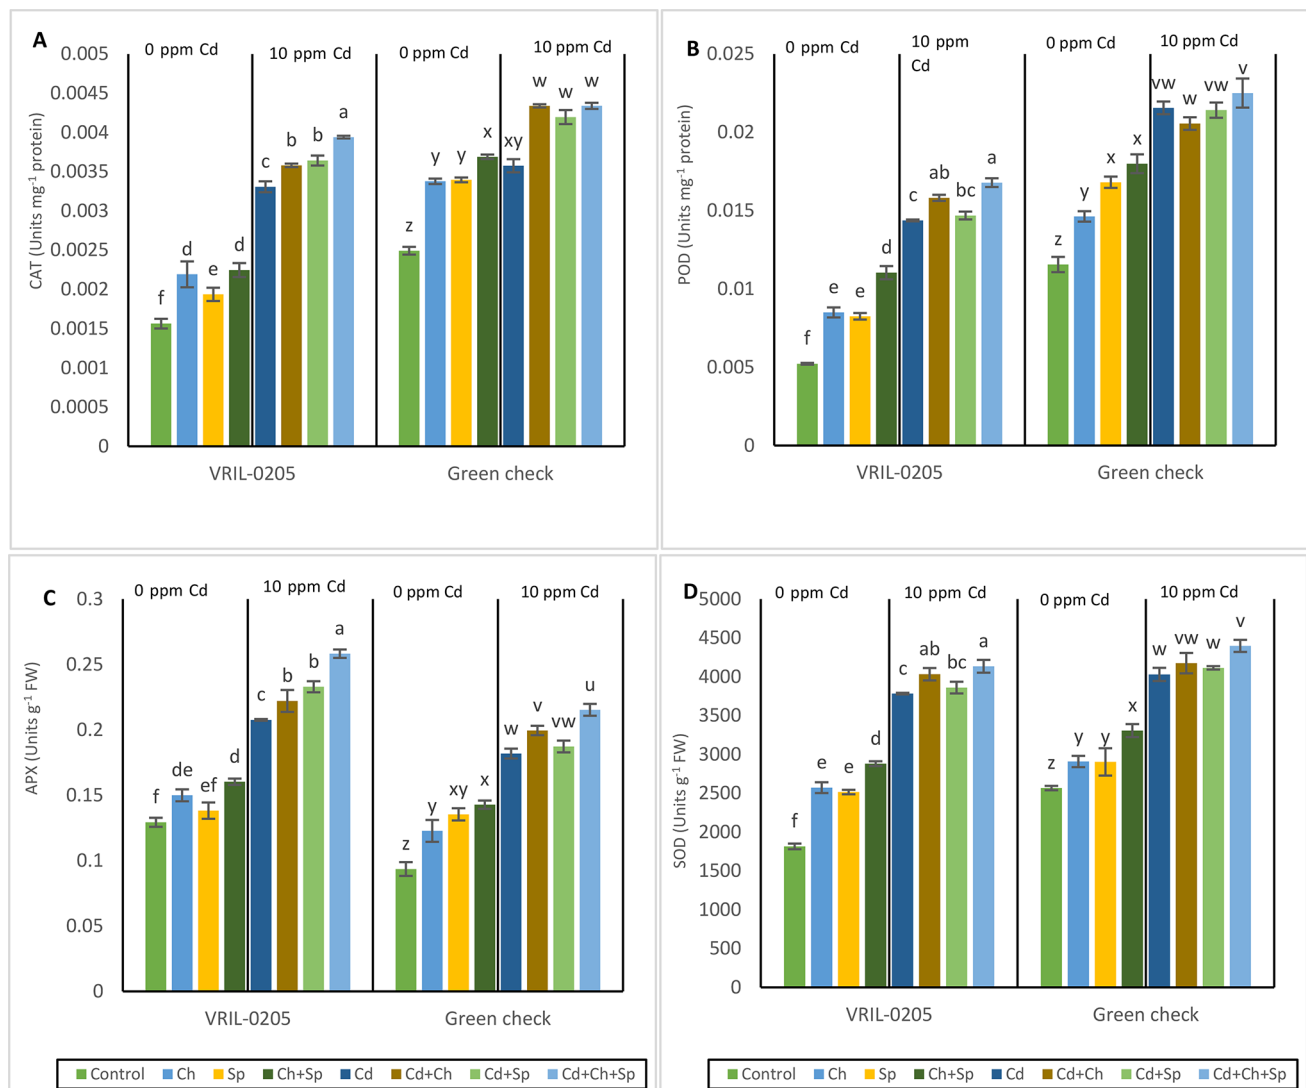 A
0 ppm Cd
10 ppm Cd
0 ppm Cd
10 ppm Cd
0.005
0.0045
0.004
0.0035
0.003
0.0025
0.002
0.0015
0.001
0.0005
0
CAT (Units mg⁻¹ protein)
f d e d c b b a z y y x xy w w w
VRIL-0205
Green check
B
0 ppm Cd
10 ppm
Cd
0 ppm Cd
10 ppm Cd
0.025
0.02
0.015
0.01
0.005
0
POD (Units mg⁻¹ protein)
f e e d c ab bc a z y x x vw w vw v
VRIL-0205
Green check
C
0 ppm Cd
10 ppm Cd
0 ppm Cd
10 ppm Cd
0.3
0.25
0.2
0.15
0.1
0.05
0
APX (Units g⁻¹ FW)
f de ef d c b b a z y xy x w v vw u
VRIL-0205
Green check
Control Ch Sp Ch+Sp Cd Cd+Ch Cd+Sp Cd+Ch+Sp
D
0 ppm Cd
10 ppm Cd
0 ppm Cd
10 ppm Cd
5000
4500
4000
3500
3000
2500
2000
1500
1000
500
0
SOD (Units g⁻¹ FW)
f e e d c ab bc a z y y x w vw w v
VRIL-0205
Green check
Control Ch Sp Ch+Sp Cd Cd+Ch Cd+Sp Cd+Ch+Sp